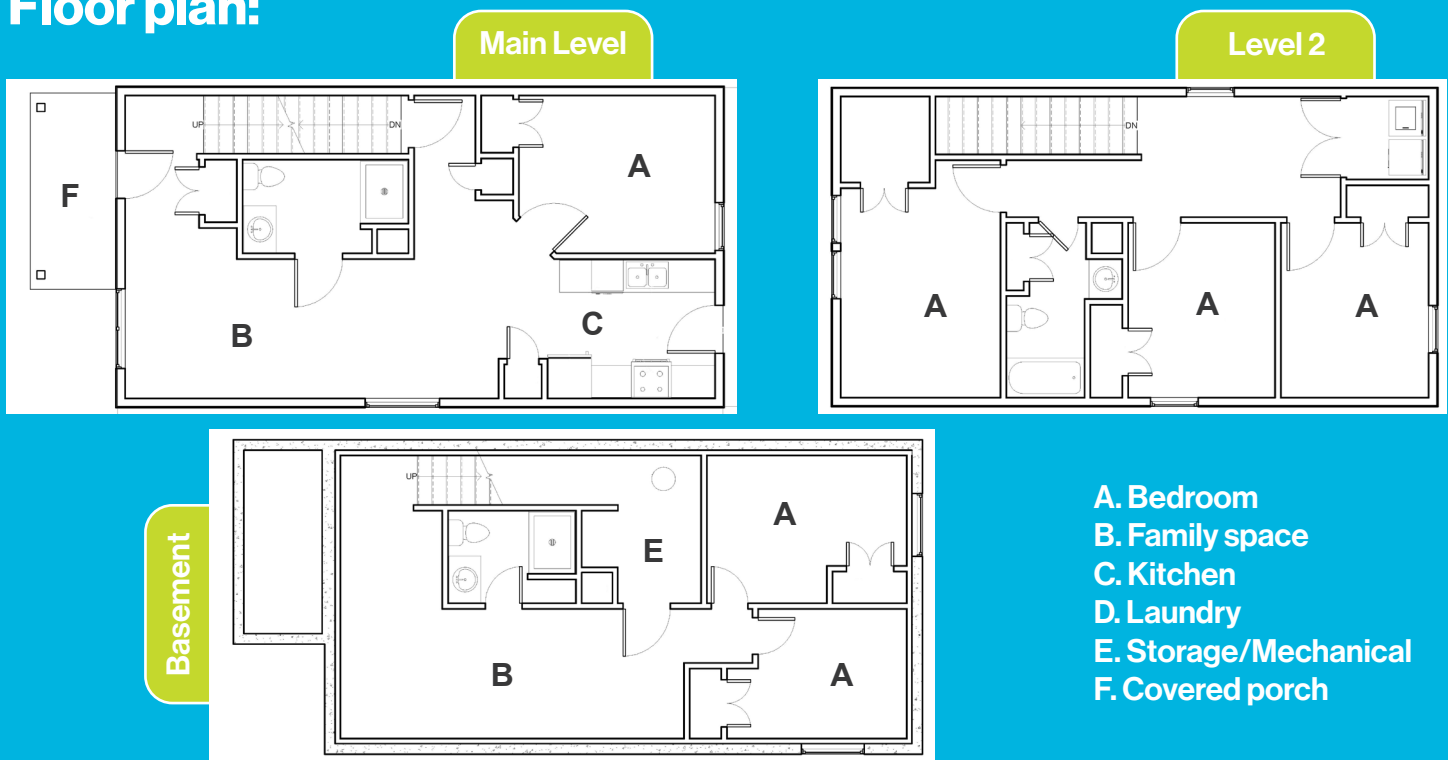 Floor plan:
Main Level
Level 2
UP
DN
A
F
B
C
DN
A
A
A
Basement
UP
A
E
B
A
A. Bedroom
B. Family space
C. Kitchen
D. Laundry
E. Storage/Mechanical
F. Covered porch